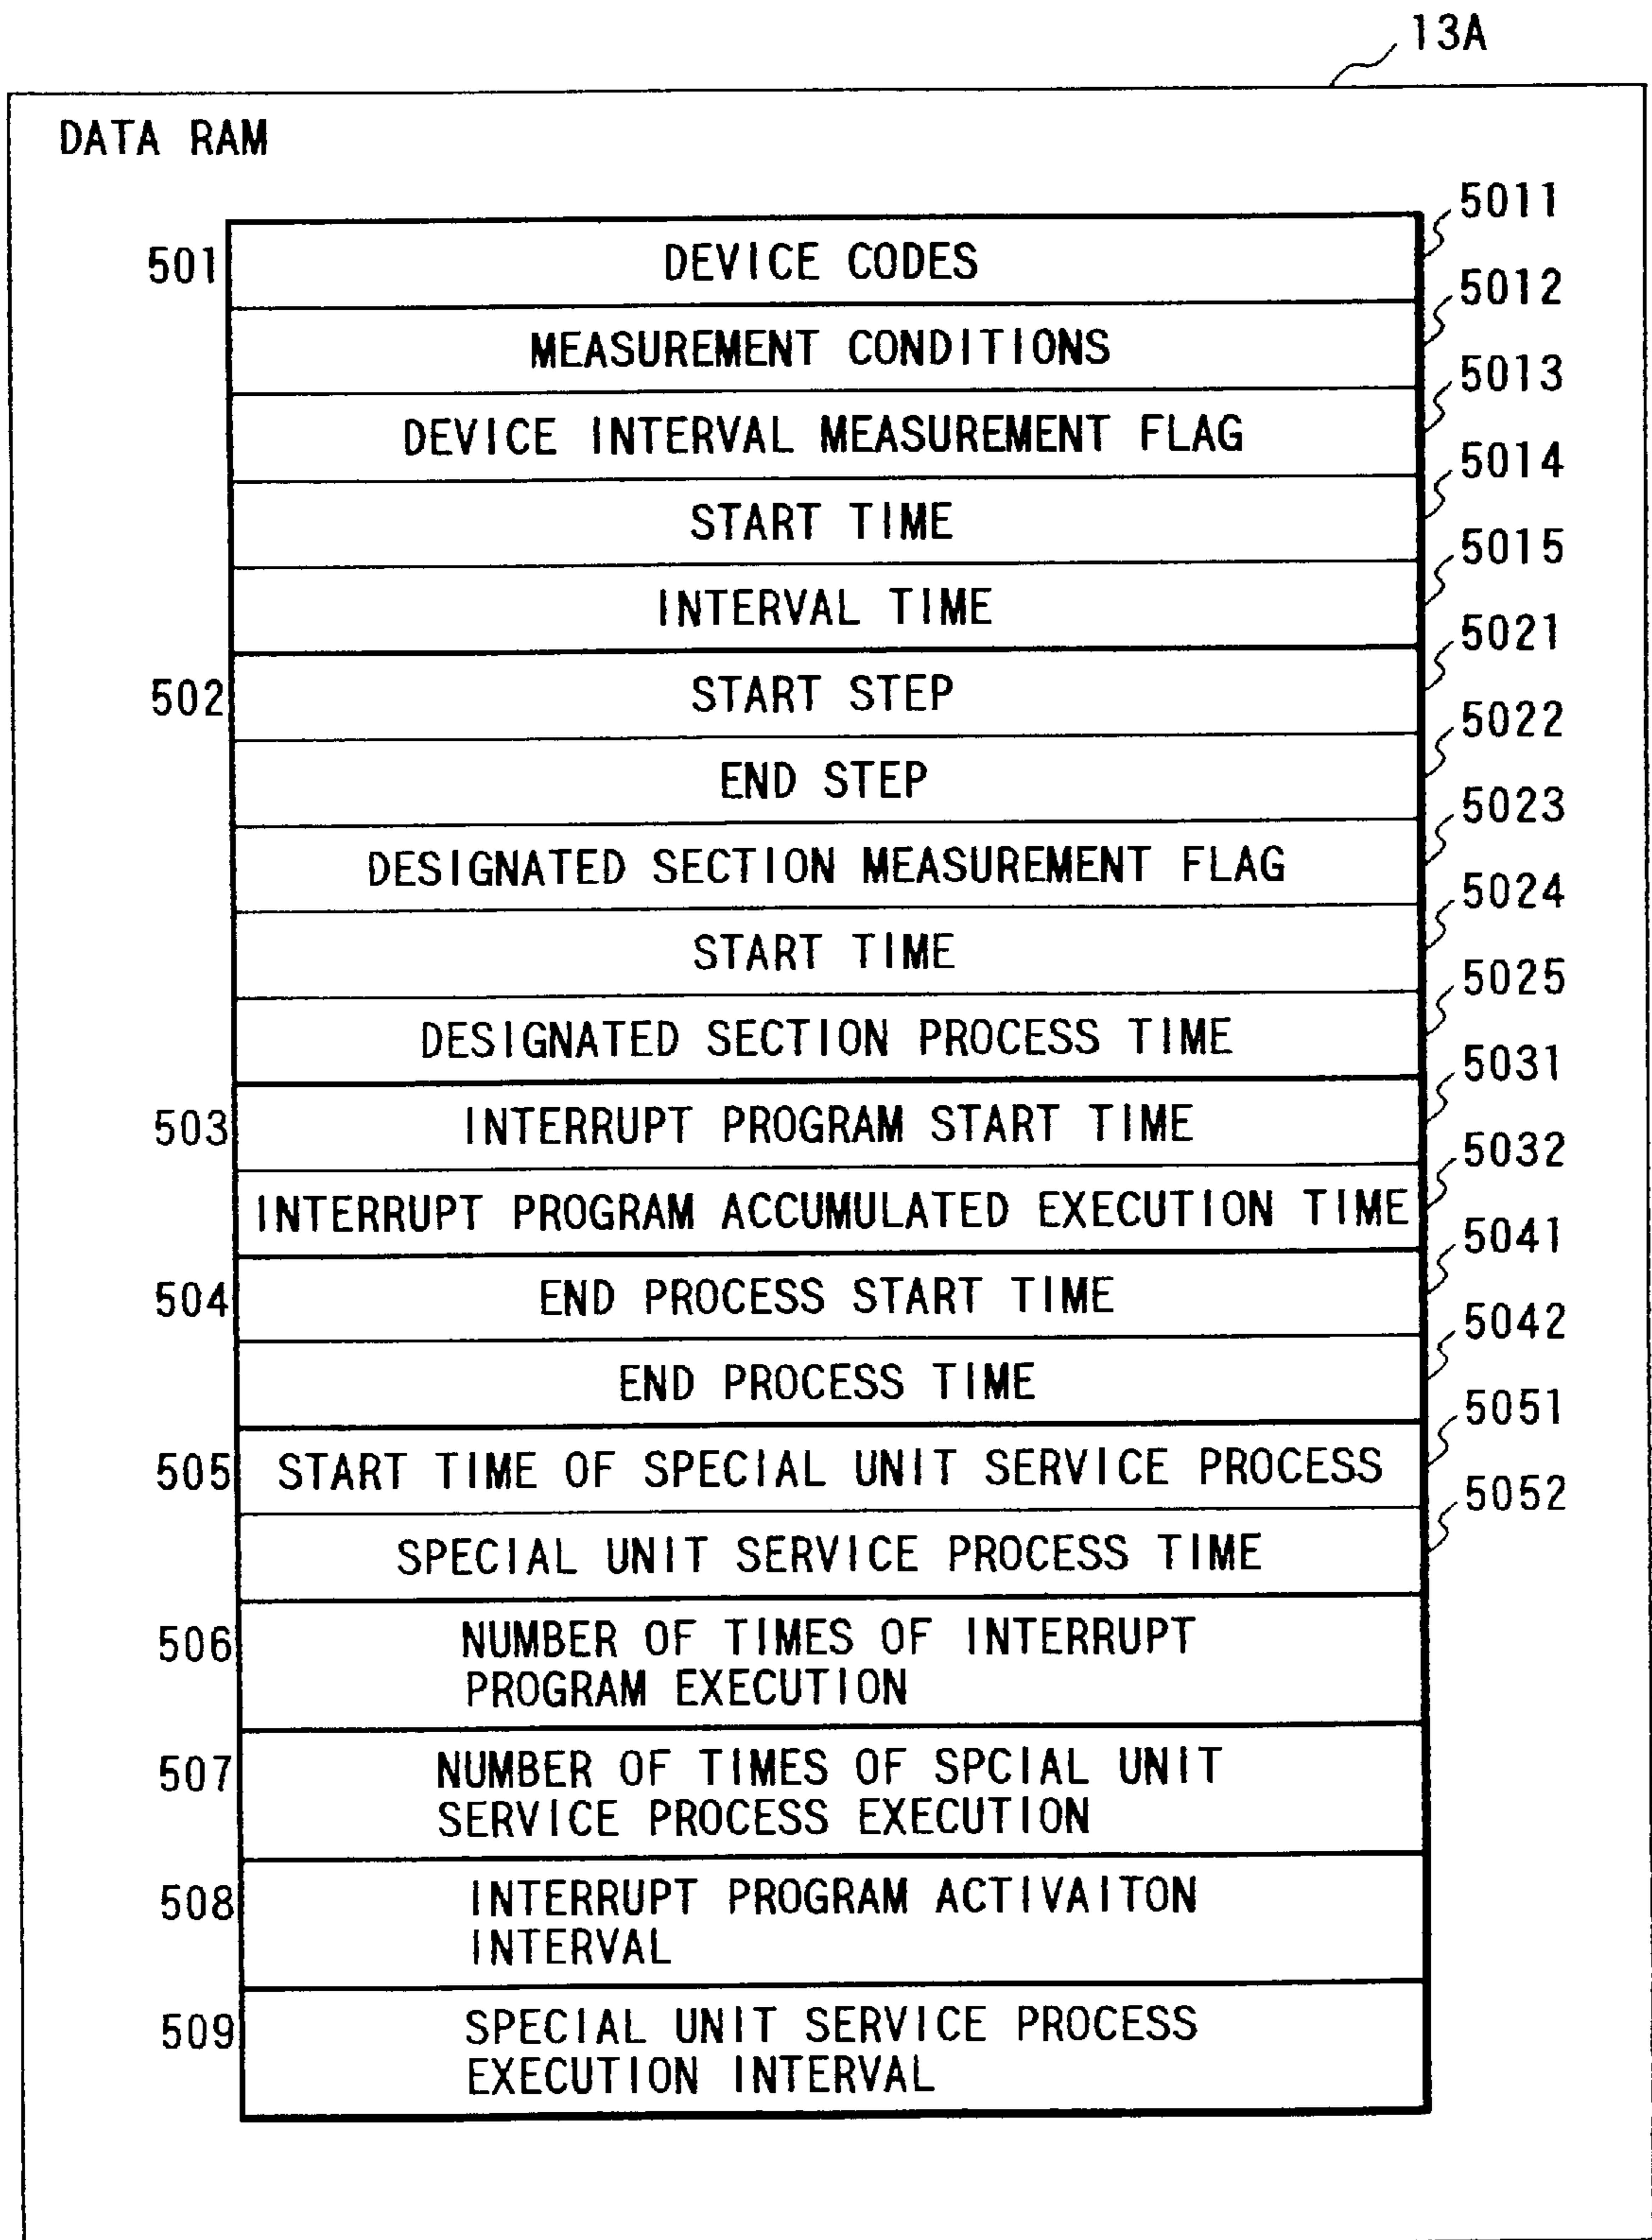 13A
DATA RAM
5011
501 DEVICE CODES
5012
MEASUREMENT CONDITIONS
5013
DEVICE INTERVAL MEASUREMENT FLAG
5014
START TIME
5015
INTERVAL TIME
5021
502 START STEP
5022
END STEP
5023
DESIGNATED SECTION MEASUREMENT FLAG
5024
START TIME
5025
DESIGNATED SECTION PROCESS TIME
5031
503 INTERRUPT PROGRAM START TIME
5032
INTERRUPT PROGRAM ACCUMULATED EXECUTION TIME
5041
504 END PROCESS START TIME
5042
END PROCESS TIME
5051
505 START TIME OF SPECIAL UNIT SERVICE PROCESS
5052
SPECIAL UNIT SERVICE PROCESS TIME
506 NUMBER OF TIMES OF INTERRUPT
PROGRAM EXECUTION
507 NUMBER OF TIMES OF SPCIAL UNIT
SERVICE PROCESS EXECUTION
508 INTERRUPT PROGRAM ACTIVAITON
INTERVAL
509 SPECIAL UNIT SERVICE PROCESS
EXECUTION INTERVAL